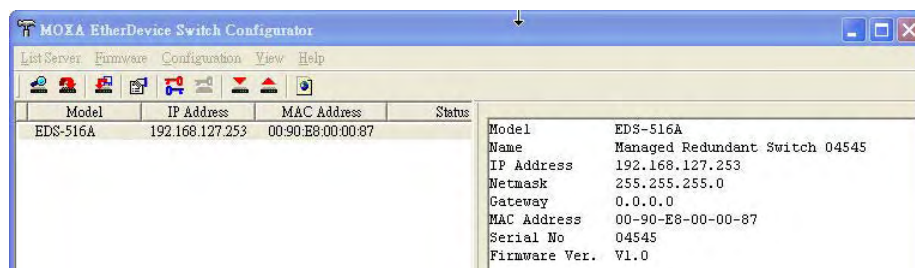 MOXA EtherDevice Switch Configurator
List Server Firmware Configuration View Help
Model IP Address MAC Address Status
EDS-516A 192.168.127.253 00:90:E8:00:00:87
Model EDS-516A
Name Managed Redundant Switch 04545
IP Address 192.168.127.253
Netmask 255.255.255.0
Gateway 0.0.0.0
MAC Address 00-90-E8-00-00-87
Serial No 04545
Firmware Ver. V1.0